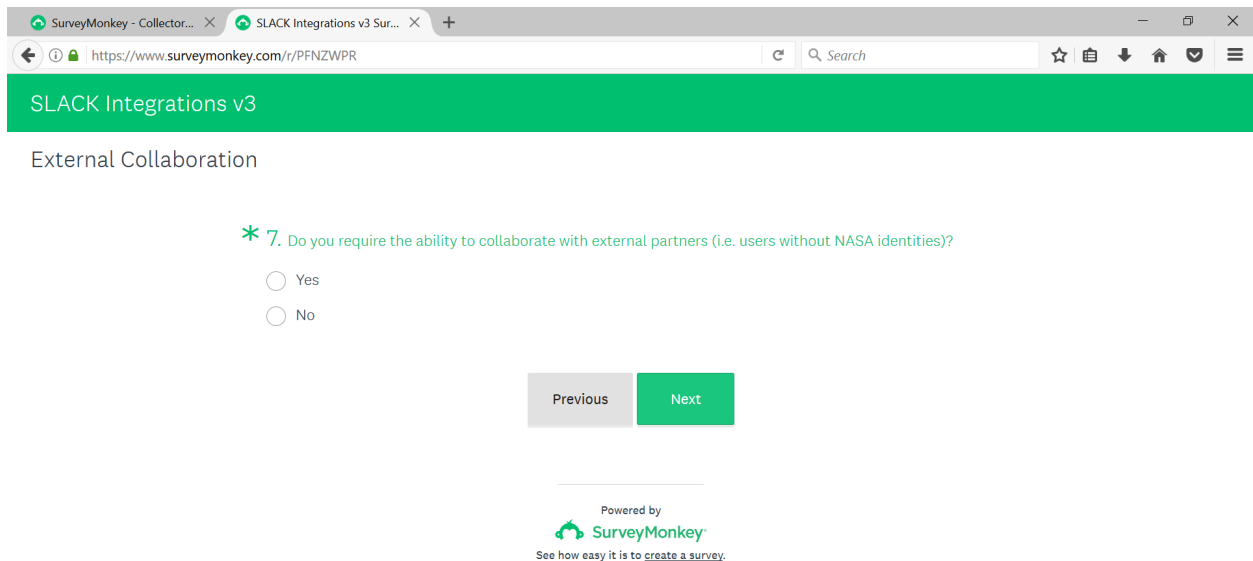 SurveyMonkey - Collector...
SLACK Integrations v3 Sur...
https://www.surveymonkey.com/r/PFNZWPR
Search
SLACK Integrations v3
External Collaboration
* 7. Do you require the ability to collaborate with external partners (i.e. users without NASA identities)?
Yes
No
Previous
Next
Powered by
SurveyMonkey
See how easy it is to create a survey.